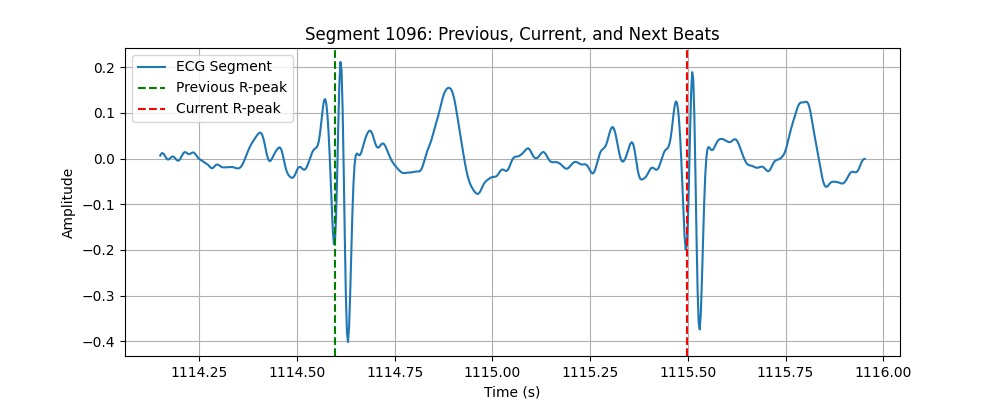 Segment 1096: Previous, Current, and Next Beats
ECG Segment
Previous R-peak
Current R-peak
0.2
0.1
0.0
−0.1
−0.2
−0.3
−0.4
Amplitude
1114.25 1114.50 1114.75 1115.00 1115.25 1115.50 1115.75 1116.00
Time (s)